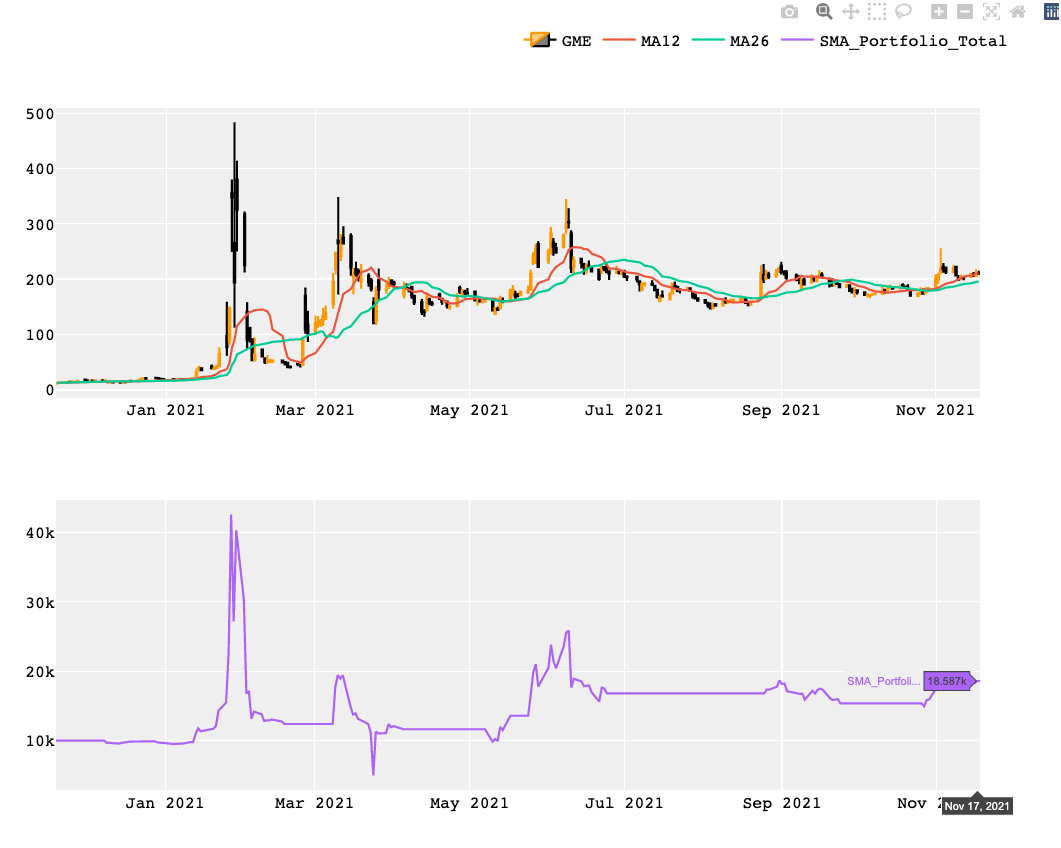 GME MA12 MA26 SMA_Portfolio_Total
500
400
300
200
100
0
Jan 2021 Mar 2021 May 2021 Jul 2021 Sep 2021 Nov 2021
40k
30k
20k
SMA_Portfoli... 18.587k
10k
Jan 2021 Mar 2021 May 2021 Jul 2021 Sep 2021 Nov 2
Nov 17, 2021